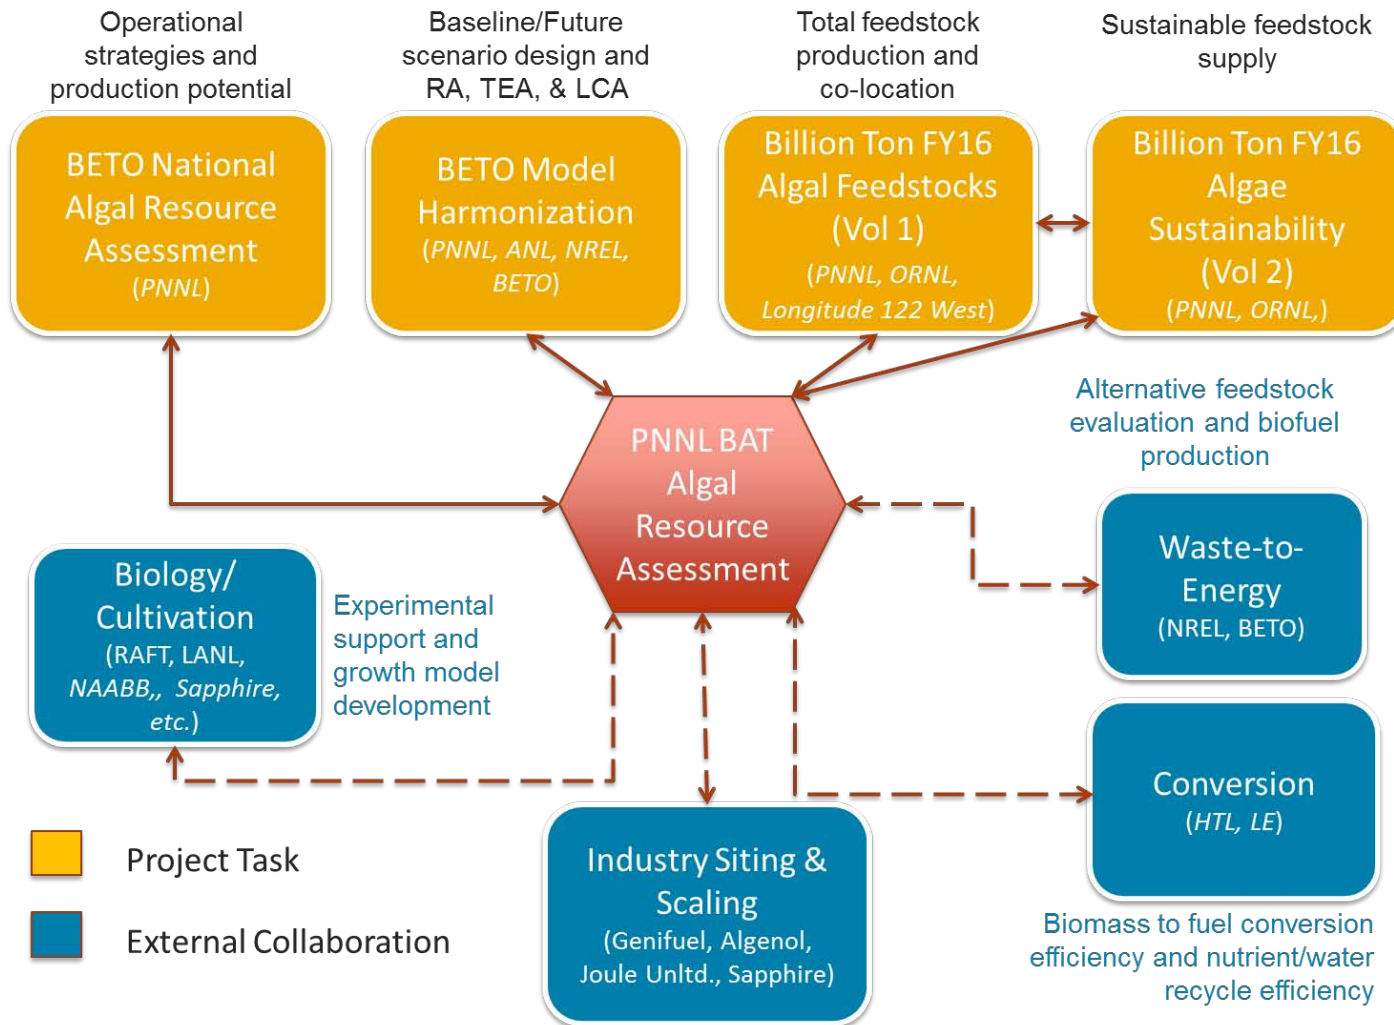 Operational
strategies and
production potential
Baseline/Future
scenario design and
RA, TEA, & LCA
Total feedstock
production and
co-location
Sustainable feedstock
supply
BETO National
Algal Resource
Assessment
(PNNL)
BETO Model
Harmonization
(PNNL, ANL, NREL,
BETO)
Billion Ton FY16
Algal Feedstocks
(Vol 1)
(PNNL, ORNL,
Longitude 122 West)
Billion Ton FY16
Algae
Sustainability
(Vol 2)
(PNNL, ORNL,)
PNNL BAT
Algal
Resource
Assessment
Alternative feedstock
evaluation and biofuel
production
Waste-to-
Energy
(NREL, BETO)
Biology/
Cultivation
(RAFT, LANL,
NAABB,, Sapphire,
etc.)
Experimental
support and
growth model
development
Conversion
(HTL, LE)
Industry Siting &
Scaling
(Genifuel, Algenol,
Joule Unltd., Sapphire)
Biomass to fuel conversion
efficiency and nutrient/water
recycle efficiency
Project Task
External Collaboration